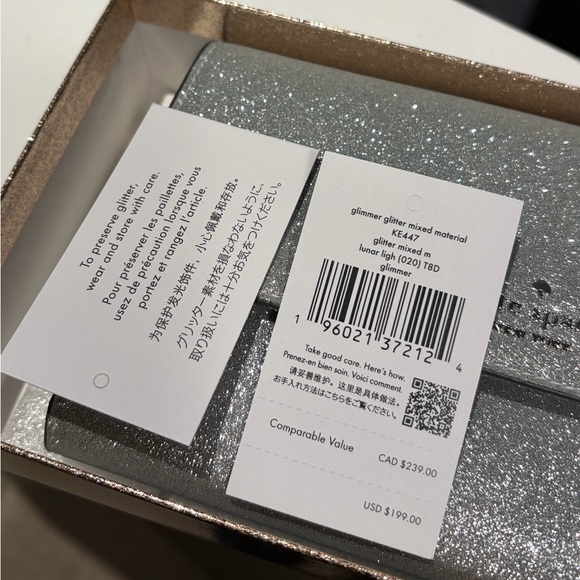 To preserve glitter,
wear and store with care.
Pour préserver les paillettes,
usez de précaution lorsque vous
portez et rangez l'article.
为保护发光饰件，小心佩戴和存放。
グリッター素材を損なわないように、
取り扱いには十分お気をつけください。
glimmer glitter mixed material
KE447
glitter mixed m
lunar ligh (020) T8D
glimmer
1 96021 37212 4
Take good care. Here's how.
Prenez-en bien soin. Voici comment.
请妥善维护。这里是具体做法。
お手入れ方法はこちらをご覧ください。
Comparable Value
CAD $239.00
USD $199.00